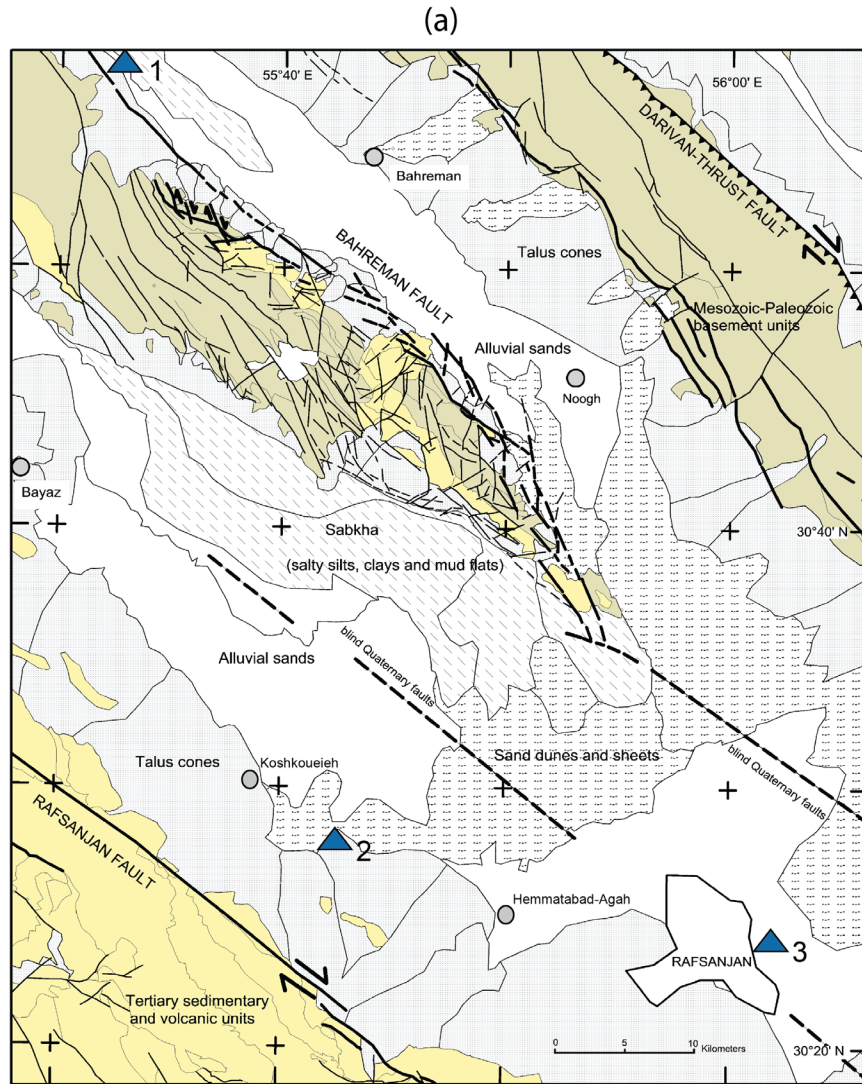 (a)
1
55°40' E
56°00' E
DARIVAN-THRUST FAULT
Bahreman
BAHREMAN FAULT
Talus cones
Mesozoic-Paleozoic
basement units
Alluvial sands
Noogh
Bayaz
Sabkha
30°40' N
(salty silts, clays and mud flats)
blind Quaternary faults
Alluvial sands
Talus cones
Koshkoueieh
Sand dunes and sheets
blind Quaternary faults
RAFSANJAN FAULT
2
Hemmatabad-Agah
3
RAFSANJAN
Tertiary sedimentary
and volcanic units
0 5 10
Kilometers
30°20' N